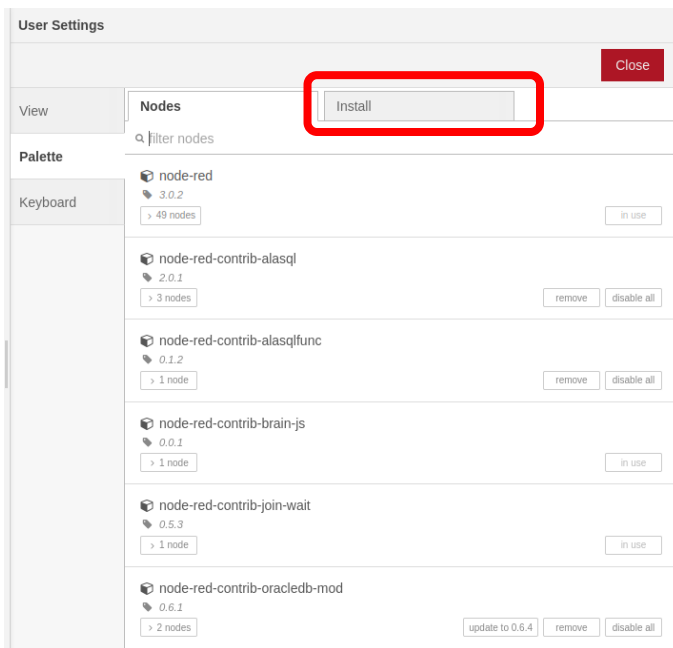 User Settings
Close
View
Palette
Keyboard
Nodes
Install
filter nodes
node-red
3.0.2
49 nodes
in use
node-red-contrib-alasql
2.0.1
3 nodes
remove
disable all
node-red-contrib-alasqlfunc
0.1.2
1 node
remove
disable all
node-red-contrib-brain-js
0.0.1
1 node
in use
node-red-contrib-join-wait
0.5.3
1 node
in use
node-red-contrib-oracledb-mod
0.6.1
2 nodes
update to 0.6.4
remove
disable all